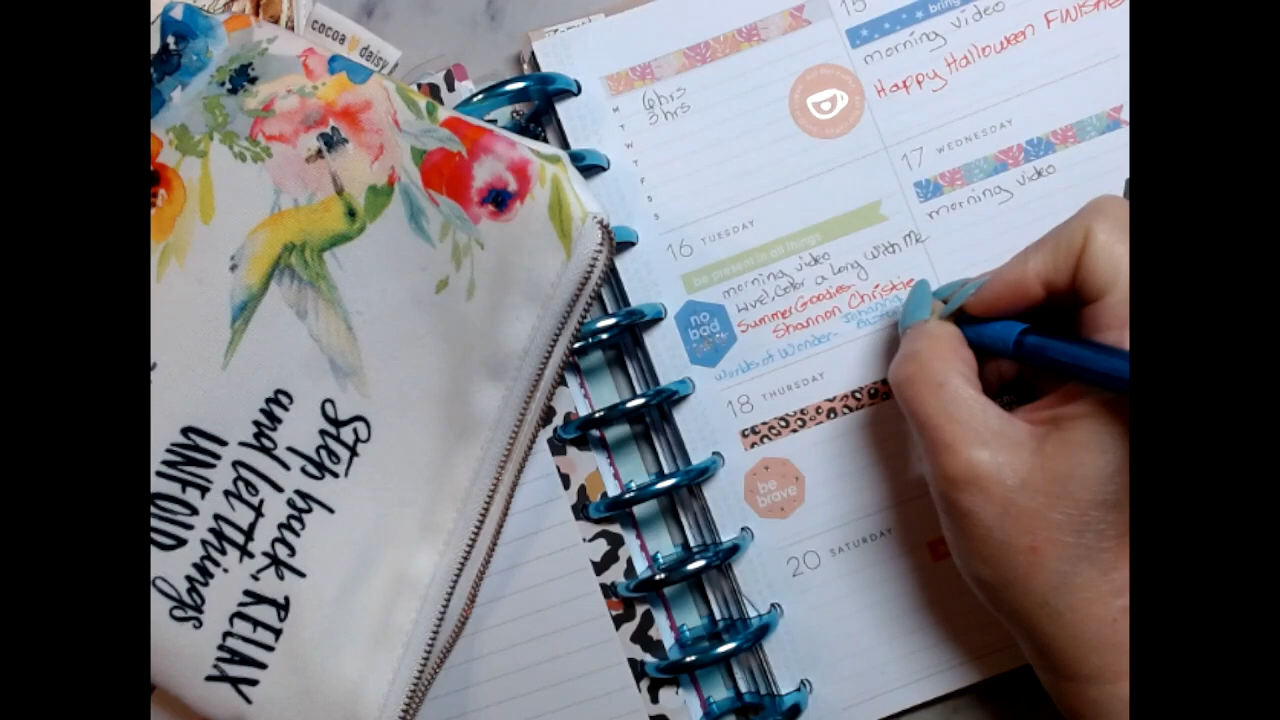 cocoa daisy
Step back, RELAX
and let things
UNFOLD
6hrs
3hrs
M
T
W
T
F
S
S
15
bring
morning video
Happy Halloween Finished
16 TUESDAY
be present in all things
morning video
Live! Color a long with Me
Summer Goodies-
Shannon Christie
Worlds of Wonder- Johanna
no
bad
17 WEDNESDAY
morning video
18 THURSDAY
be
brave
20 SATURDAY